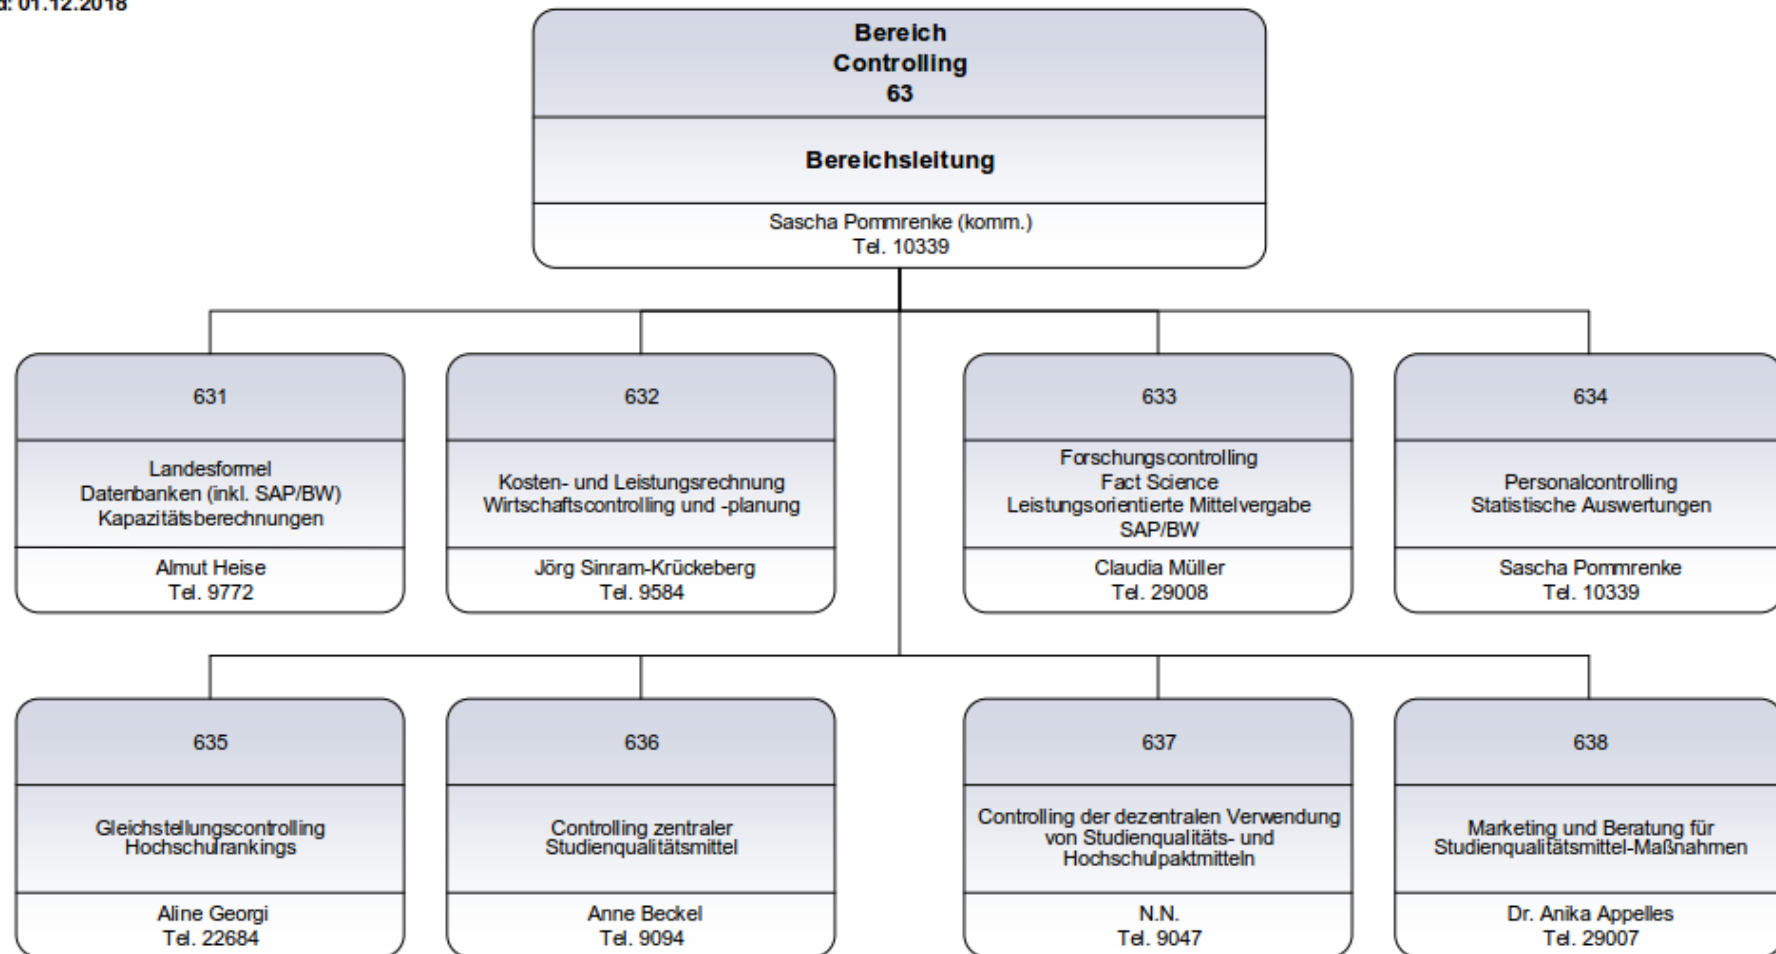 d: 01.12.2018
Bereich
Controlling
63
Bereichsleitung
Sascha Pommrenke (komm.)
Tel. 10339
631
Landesformel
Datenbanken (inkl. SAP/BW)
Kapazitätsberechnungen
Almut Heise
Tel. 9772
632
Kosten- und Leistungsrechnung
Wirtschaftscontrolling und -planung
Jörg Sinram-Krückeberg
Tel. 9584
633
Forschungscontrolling
Fact Science
Leistungsorientierte Mittelvergabe
SAP/BW
Claudia Müller
Tel. 29008
634
Personalcontrolling
Statistische Auswertungen
Sascha Pommrenke
Tel. 10339
635
Gleichstellungscontrolling
Hochschulrankings
Aline Georgi
Tel. 22684
636
Controlling zentraler
Studienqualitätsmittel
Anne Beckel
Tel. 9094
637
Controlling der dezentralen Verwendung
von Studienqualitäts- und
Hochschulpaktmitteln
N.N.
Tel. 9047
638
Marketing und Beratung für
Studienqualitätsmittel-Maßnahmen
Dr. Anika Appelles
Tel. 29007